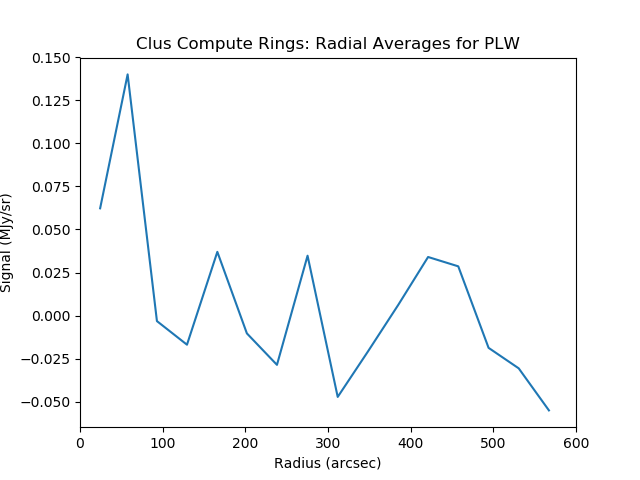 Clus Compute Rings: Radial Averages for PLW
0.150
0.125
0.100
0.075
0.050
0.025
0.000
−0.025
−0.050
Signal (MJy/sr)
0 100 200 300 400 500 600
Radius (arcsec)